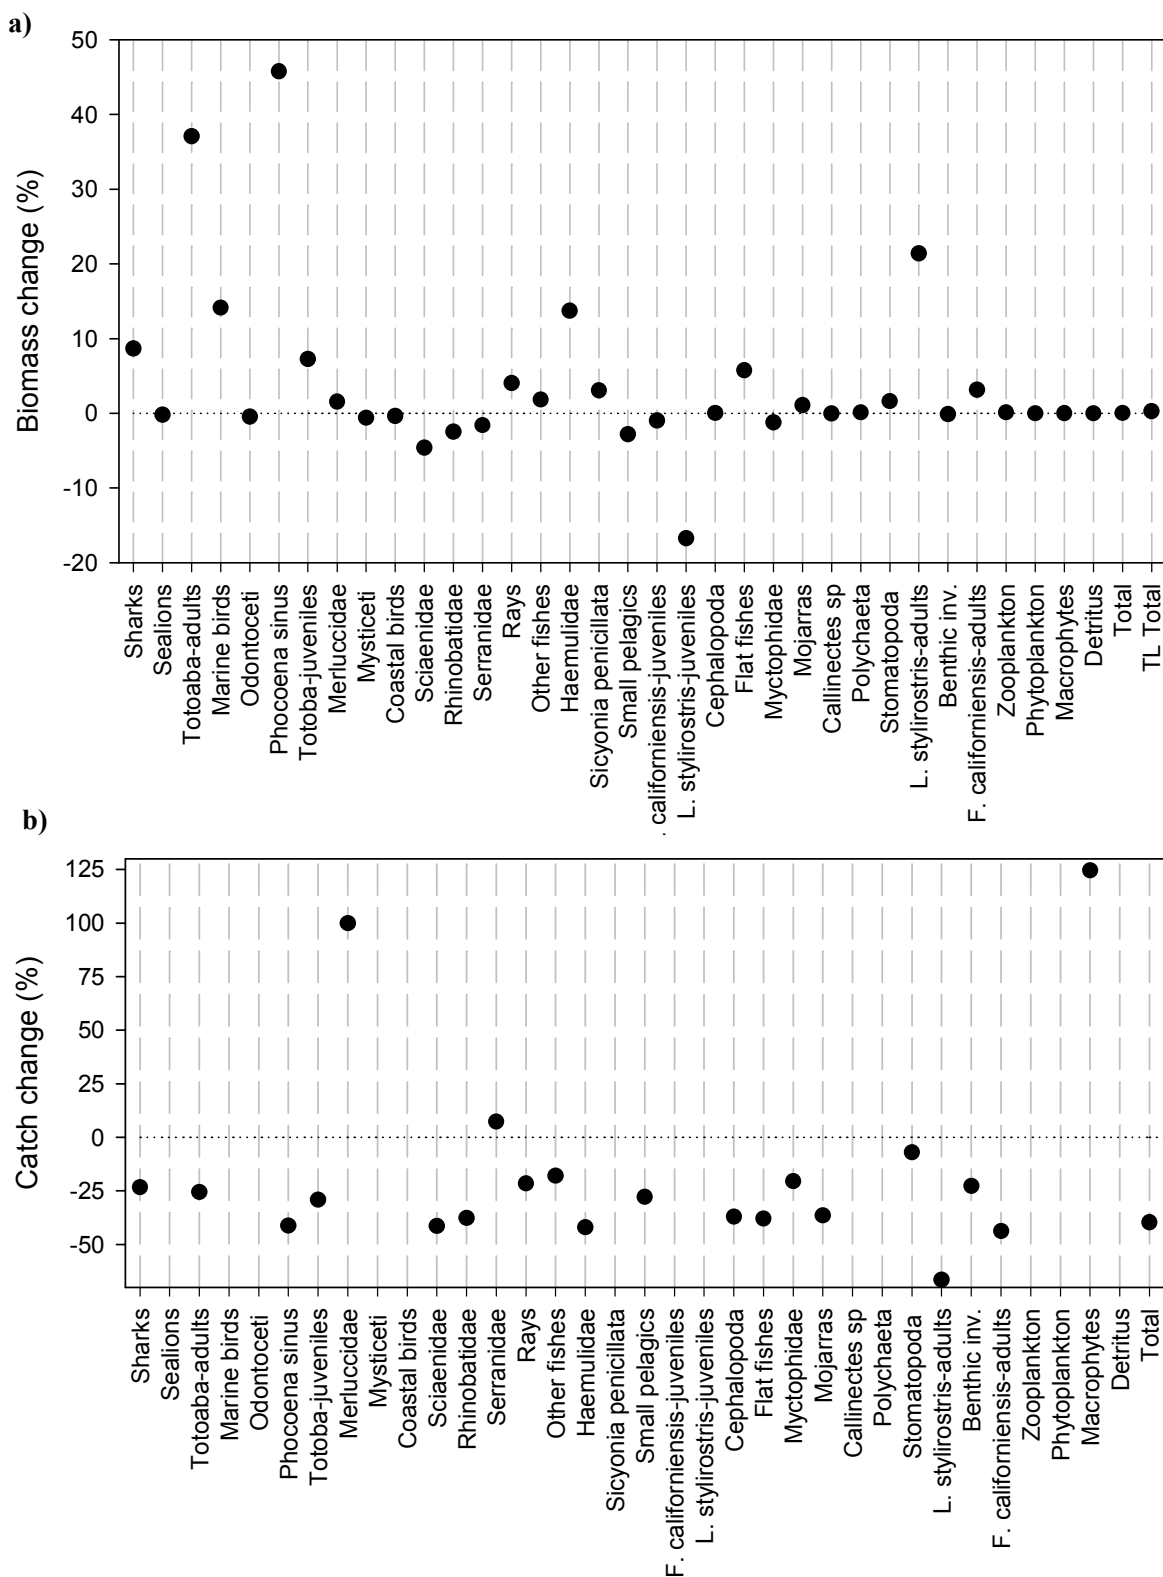 a)
50
40
30
20
10
0
-10
-20
Biomass change (%)
Sharks
Sealions
Totoaba-adults
Marine birds
Odontoceti
Phocoena sinus
Totoba-juveniles
Merluccidae
Mysticeti
Coastal birds
Sciaenidae
Rhinobatidae
Serranidae
Rays
Other fishes
Haemulidae
Sicyonia penicillata
Small pelagics
. californiensis-juveniles
L. stylirostris-juveniles
Cephalopoda
Flat fishes
Myctophidae
Mojarras
Callinectes sp
Polychaeta
Stomatopoda
L. stylirostris-adults
Benthic inv.
F. californiensis-adults
Zooplankton
Phytoplankton
Macrophytes
Detritus
Total
TL Total
b)
125
100
75
50
25
0
-25
-50
Catch change (%)
Sharks
Sealions
Totoaba-adults
Marine birds
Odontoceti
Phocoena sinus
Totoba-juveniles
Merluccidae
Mysticeti
Coastal birds
Sciaenidae
Rhinobatidae
Serranidae
Rays
Other fishes
Haemulidae
Sicyonia penicillata
Small pelagics
F. californiensis-juveniles
L. stylirostris-juveniles
Cephalopoda
Flat fishes
Myctophidae
Mojarras
Callinectes sp
Polychaeta
Stomatopoda
L. stylirostris-adults
Benthic inv.
F. californiensis-adults
Zooplankton
Phytoplankton
Macrophytes
Detritus
Total